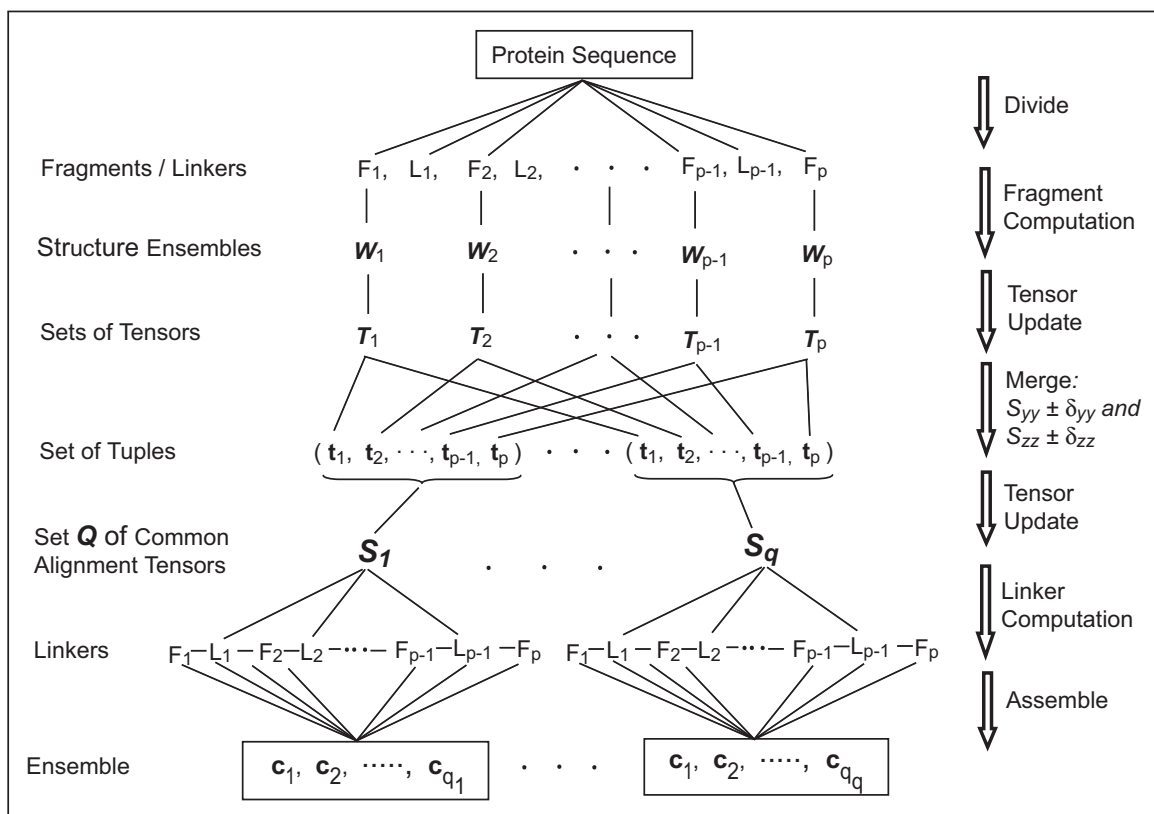 Protein Sequence
Divide
Fragments / Linkers F₁, L₁, F₂, L₂, · · · Fₚ₋₁, Lₚ₋₁, Fₚ
Fragment
Computation
Structure Ensembles W₁ W₂ · · · Wₚ₋₁ Wₚ
Tensor
Update
Sets of Tensors T₁ T₂ · · · Tₚ₋₁ Tₚ
Merge:
Syy ± δyy and
Szz ± δzz
Set of Tuples (t₁, t₂, ···, tₚ₋₁, tₚ) · · · (t₁, t₂, ···, tₚ₋₁, tₚ)
Tensor
Update
Set Q of Common
Alignment Tensors
S₁ · · · Sq
Linker
Computation
Linkers F₁–L₁–F₂–L₂–···–Fₚ₋₁–Lₚ₋₁–Fₚ F₁–L₁–F₂–L₂–···–Fₚ₋₁–Lₚ₋₁–Fₚ
Assemble
Ensemble c₁, c₂, ·····, cq₁ · · · c₁, c₂, ·····, cqq